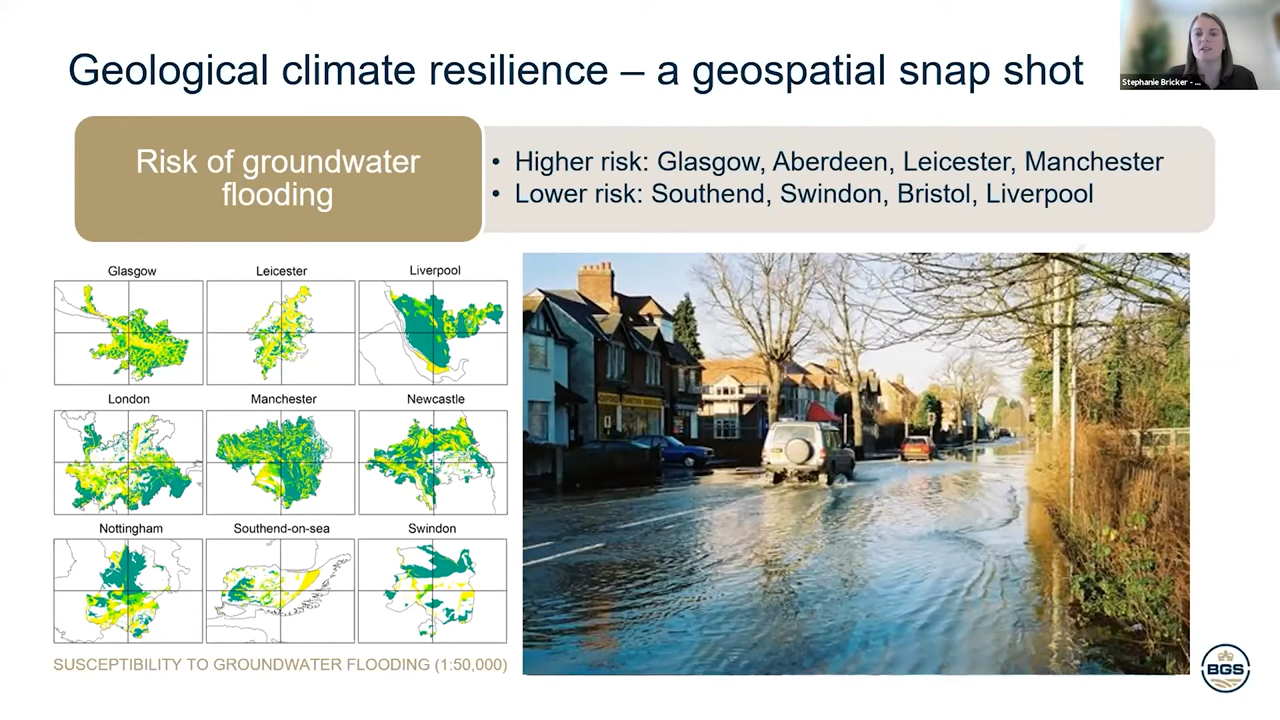 Geological climate resilience – a geospatial snap shot
Stephanie Bricker - ...
Risk of groundwater
flooding
• Higher risk: Glasgow, Aberdeen, Leicester, Manchester
• Lower risk: Southend, Swindon, Bristol, Liverpool
Glasgow
Leicester
Liverpool
London
Manchester
Newcastle
Nottingham
Southend-on-sea
Swindon
SUSCEPTIBILITY TO GROUNDWATER FLOODING (1:50,000)
BGS